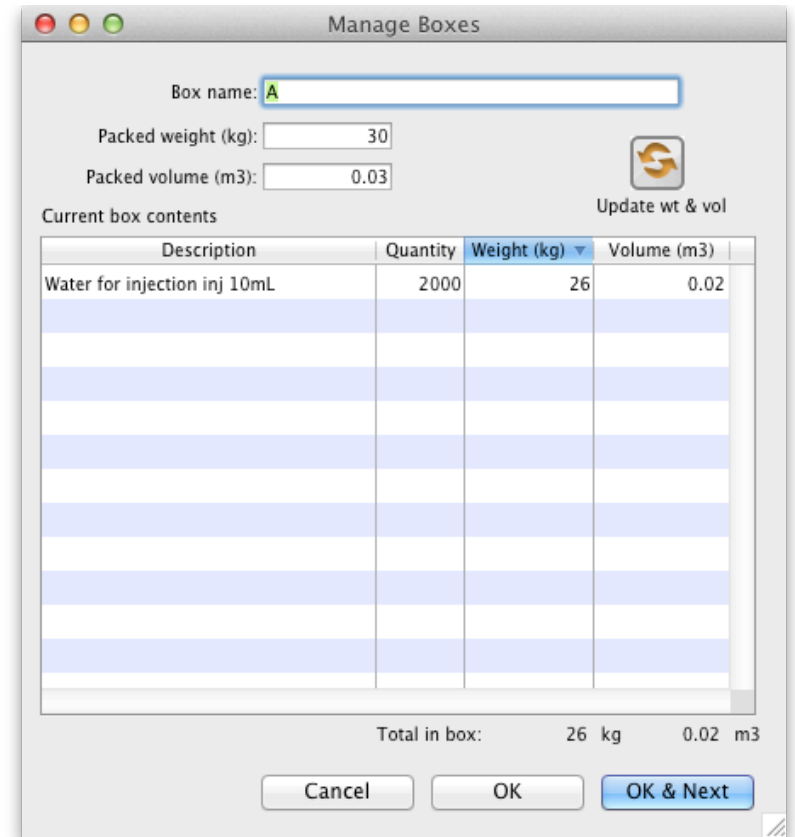 Manage Boxes
Box name: A
Packed weight (kg): 30
Packed volume (m3): 0.03
Update wt & vol
Current box contents
Description Quantity Weight (kg) Volume (m3)
Water for injection inj 10mL 2000 26 0.02
Total in box: 26 kg 0.02 m3
Cancel OK OK & Next